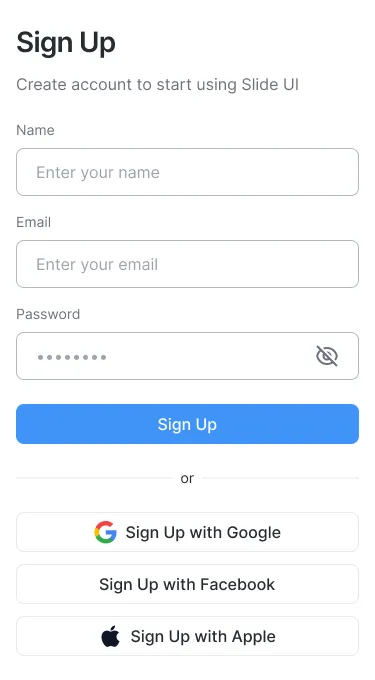 Sign Up
Create account to start using Slide UI
Name
Enter your name
Email
Enter your email
Password
••••••••
Sign Up
or
Sign Up with Google
Sign Up with Facebook
Sign Up with Apple